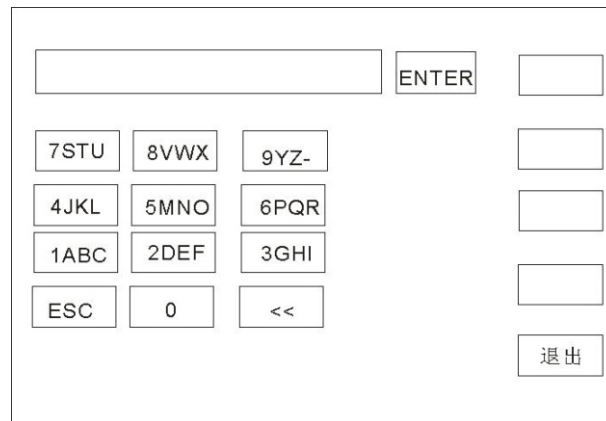 ENTER
7STU 8VWX 9YZ-
4JKL 5MNO 6PQR
1ABC 2DEF 3GHI
ESC 0 <<
退出